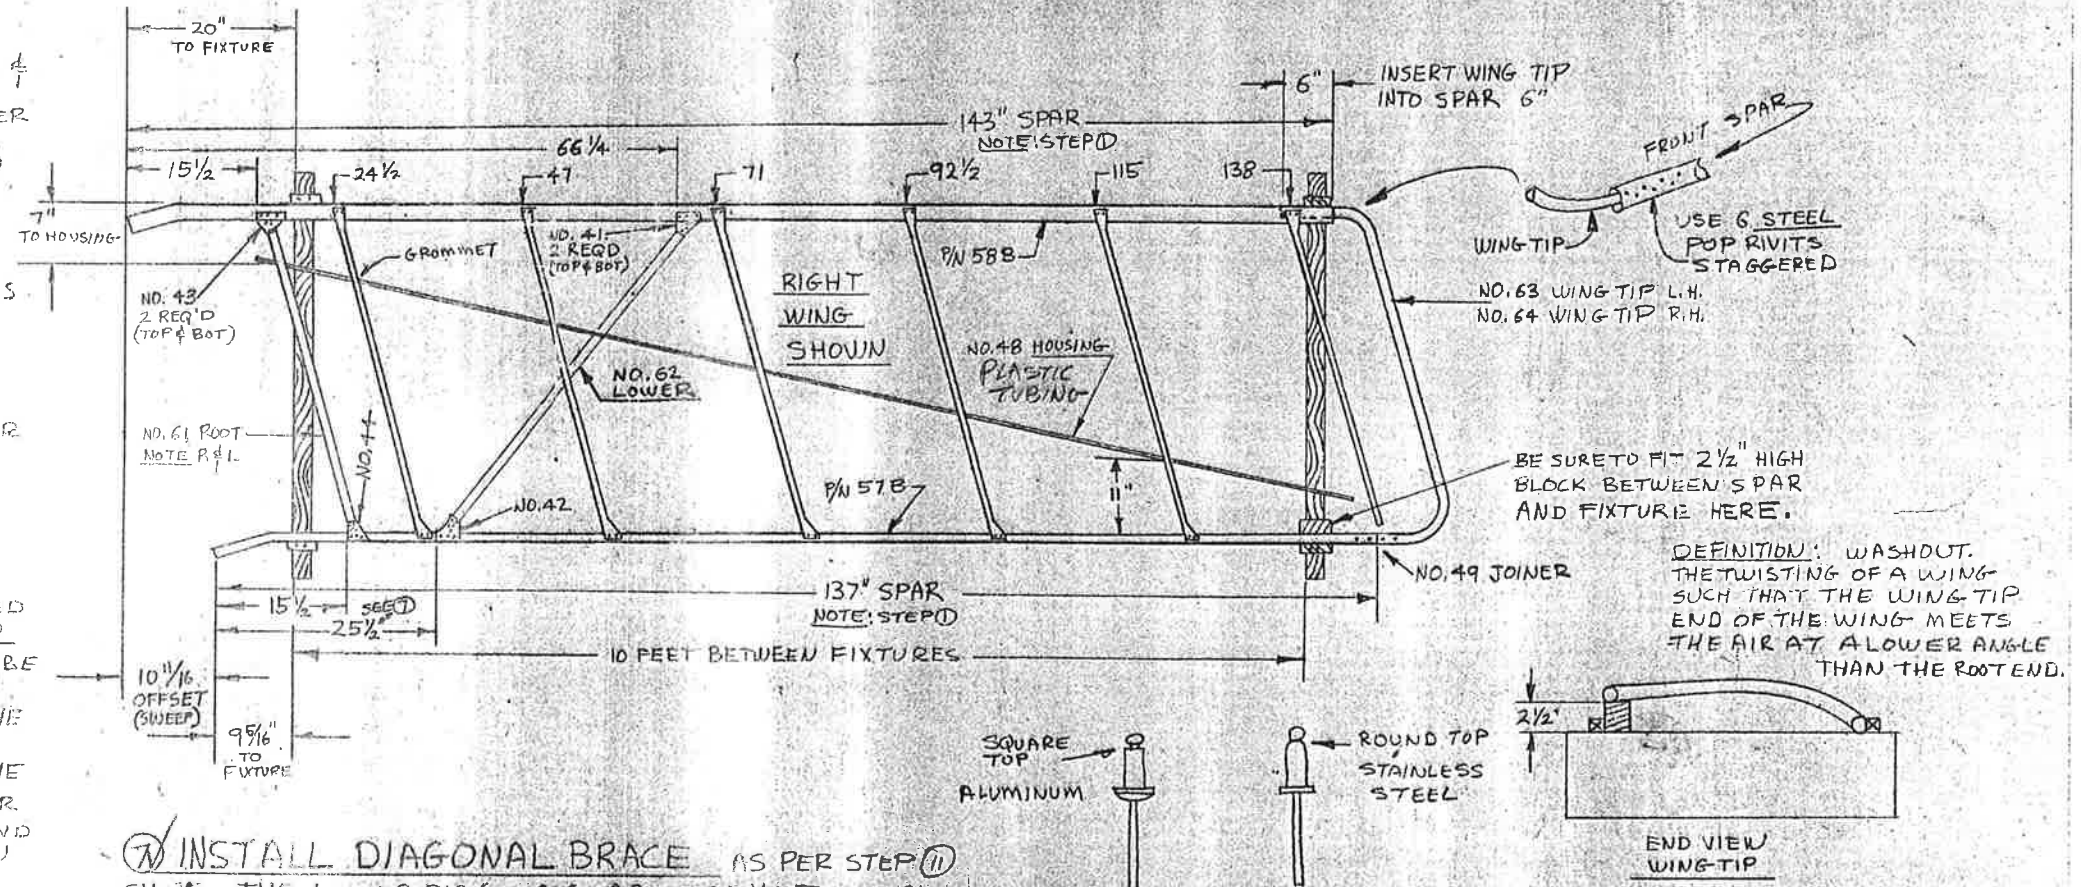 20"
TO FIXTURE
6"
INSERT WING TIP
INTO SPAR 6"
143" SPAR
NOTE: STEP ①
66 1/4
15 1/2
24 1/2
47
71
92 1/2
115
138
FRONT SPAR
7"
TO HOUSING
GROMMET
NO. 41
2 REQD
(TOP & BOT)
P/N 58B
WING TIP
USE 6 STEEL
POP RIVITS
STAGGERED
RIGHT
WING
SHOWN
NO. 43
2 REQ'D
(TOP & BOT)
NO. 63 WING TIP L.H.
NO. 64 WING TIP R.H.
NO. 48 HOUSING
PLASTIC
TUBING
NO. 62
LOWER
NO. 61 ROOT
NOTE R & L
NO. 44
NO. 42
P/N 57B
11"
BE SURE TO FIT 2 1/2" HIGH
BLOCK BETWEEN SPAR
AND FIXTURE HERE.
NO. 49 JOINER
137" SPAR
NOTE: STEP ①
15 1/2
SEE ⑦
25 1/2"
10 FEET BETWEEN FIXTURES
10 11/16
OFFSET
(SWEEP)
9 5/16"
TO
FIXTURE
DEFINITION: WASHOUT.
THE TWISTING OF A WING
SUCH THAT THE WING TIP
END OF THE WING MEETS
THE AIR AT A LOWER ANGLE
THAN THE ROOT END.
2 1/2"
END VIEW
WING-TIP
SQUARE
TOP
ALUMINUM
ROUND TOP
STAINLESS
STEEL
⑦ INSTALL DIAGONAL BRACE AS PER STEP ⑪